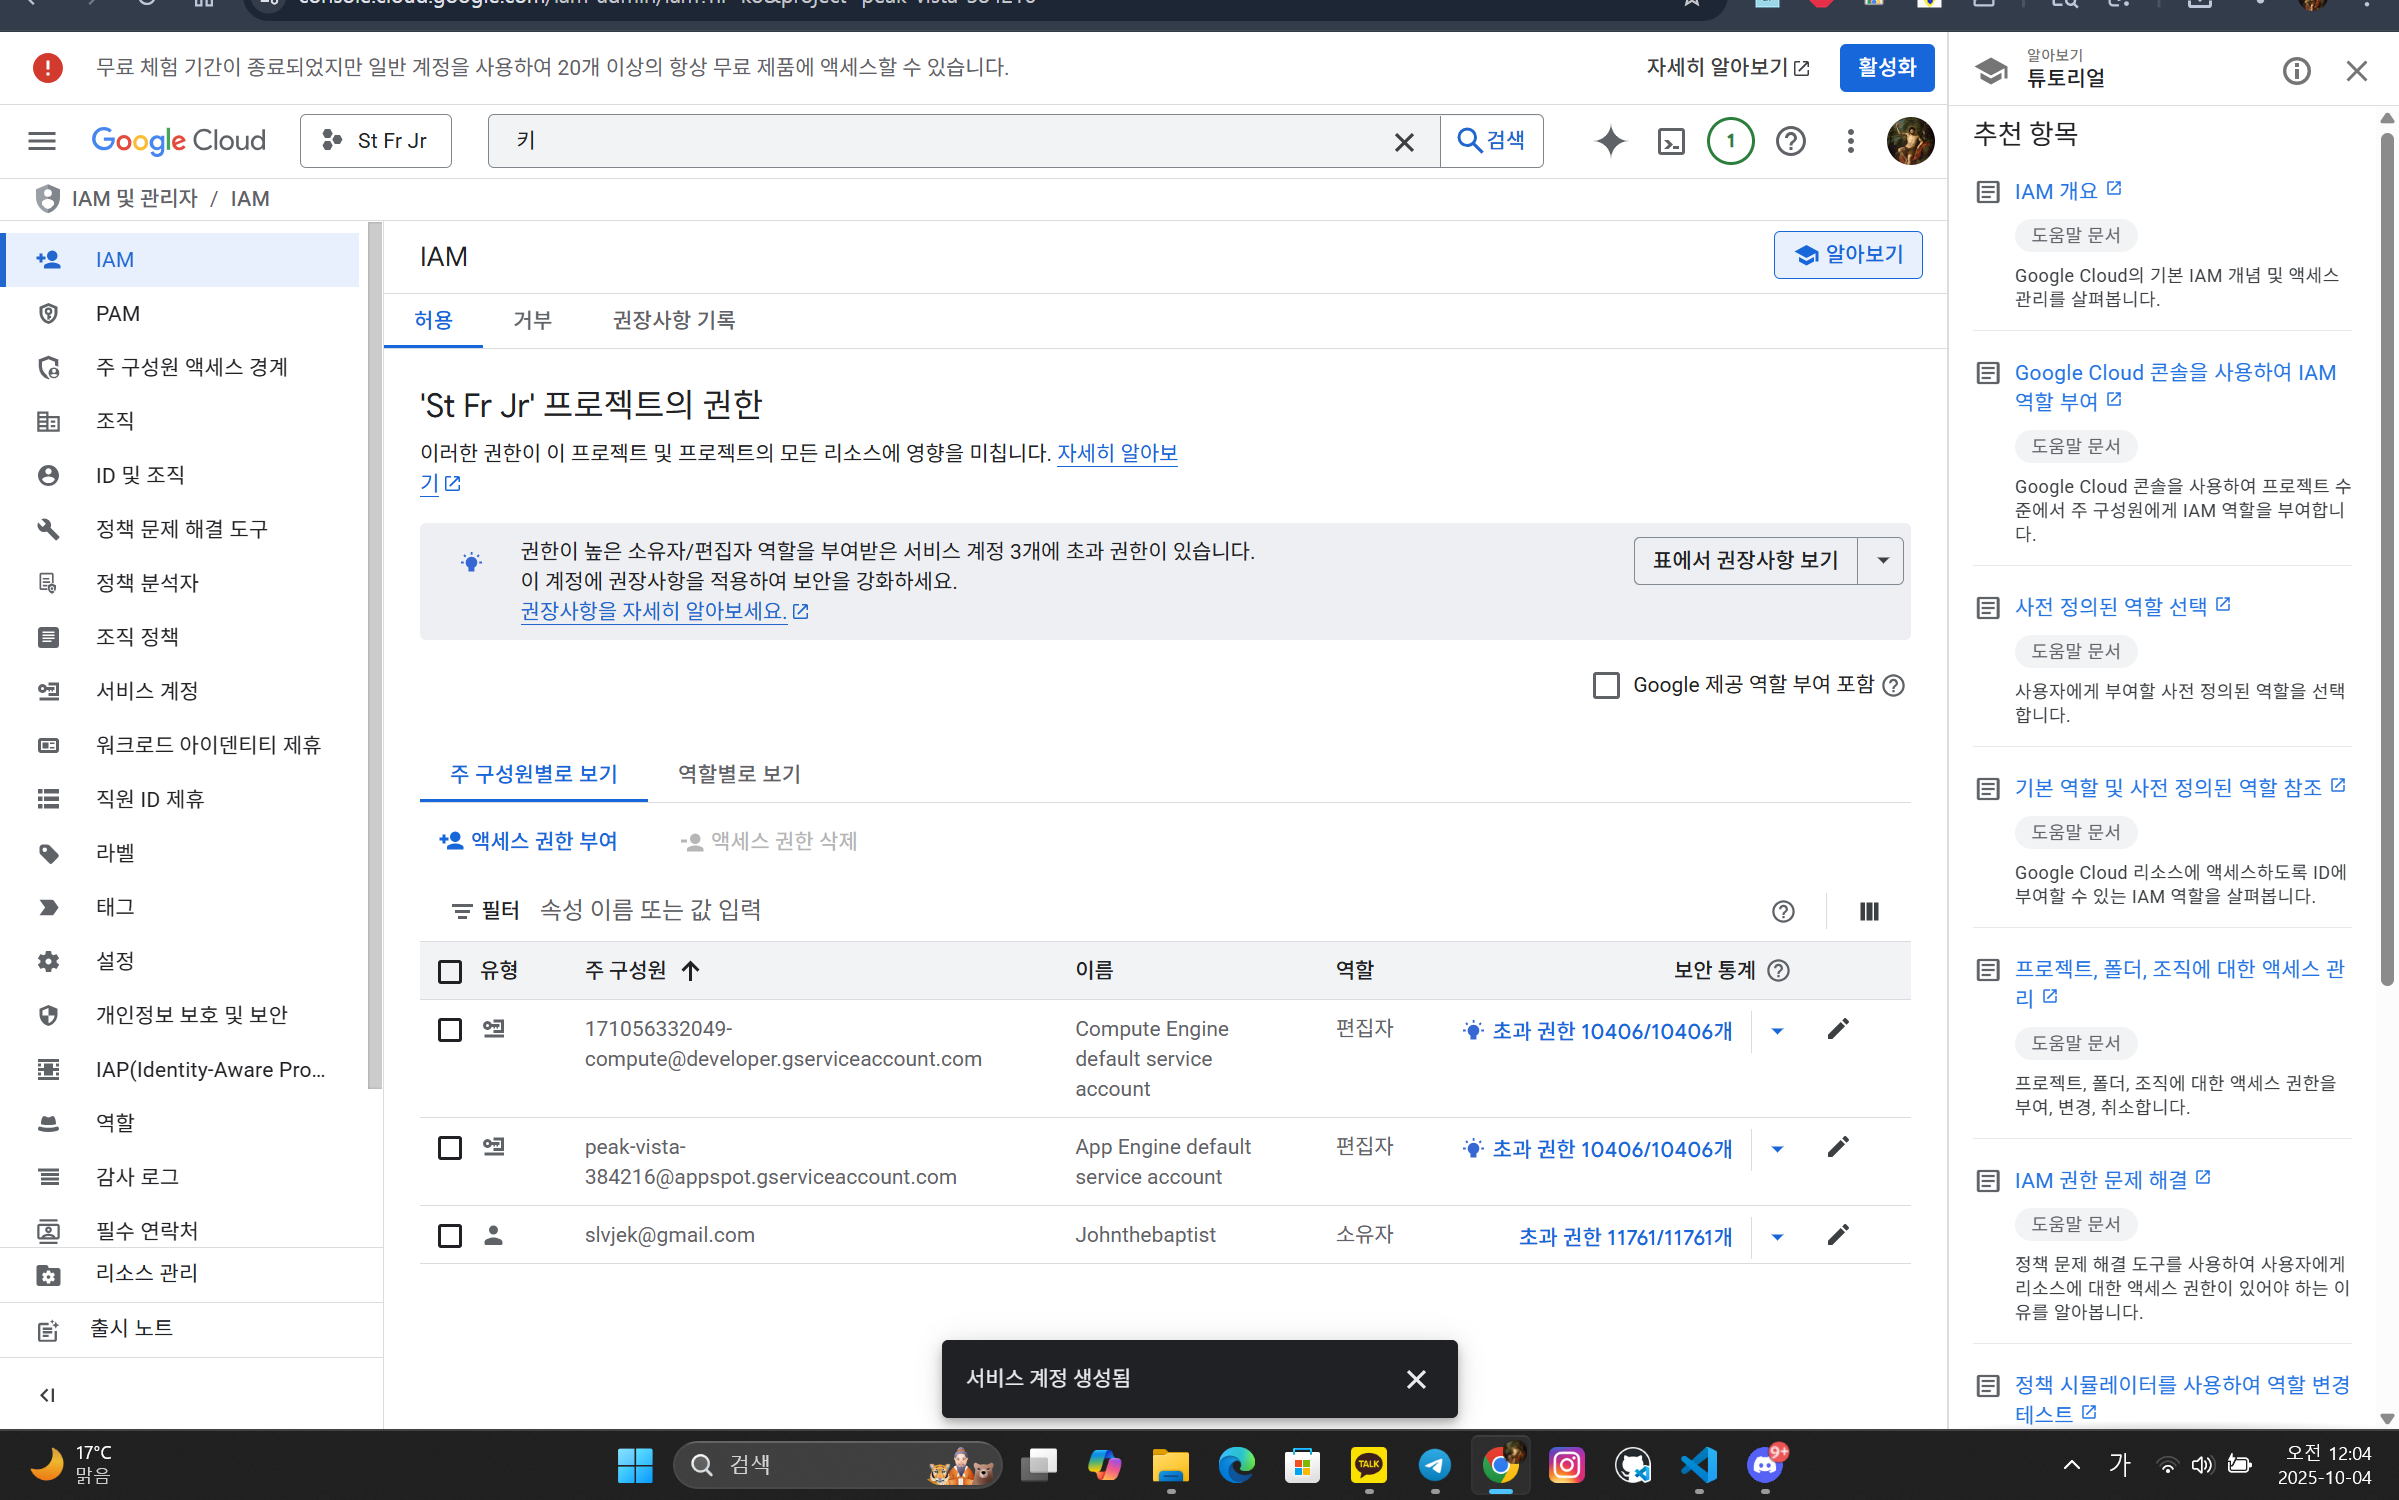 무료 체험 기간이 종료되었지만 일반 계정을 사용하여 20개 이상의 항상 무료 제품에 액세스할 수 있습니다.
자세히 알아보기
활성화
Google Cloud
St Fr Jr
키
검색
1
IAM 및 관리자 / IAM
IAM
PAM
주 구성원 액세스 경계
조직
ID 및 조직
정책 문제 해결 도구
정책 분석자
조직 정책
서비스 계정
워크로드 아이덴티티 제휴
직원 ID 제휴
라벨
태그
설정
개인정보 보호 및 보안
IAP(Identity-Aware Pro...
역할
감사 로그
필수 연락처
리소스 관리
출시 노트
IAM
알아보기
허용
거부
권장사항 기록
'St Fr Jr' 프로젝트의 권한
이러한 권한이 이 프로젝트 및 프로젝트의 모든 리소스에 영향을 미칩니다. 자세히 알아보
기
권한이 높은 소유자/편집자 역할을 부여받은 서비스 계정 3개에 초과 권한이 있습니다.
이 계정에 권장사항을 적용하여 보안을 강화하세요.
권장사항을 자세히 알아보세요.
표에서 권장사항 보기
Google 제공 역할 부여 포함
주 구성원별로 보기
역할별로 보기
액세스 권한 부여
액세스 권한 삭제
필터 속성 이름 또는 값 입력
유형 주 구성원 이름 역할 보안 통계
171056332049-
compute@developer.gserviceaccount.com
Compute Engine
default service
account
편집자
초과 권한 10406/10406개
peak-vista-
384216@appspot.gserviceaccount.com
App Engine default
service account
편집자
초과 권한 10406/10406개
slvjek@gmail.com
Johnthebaptist
소유자
초과 권한 11761/11761개
서비스 계정 생성됨
알아보기
튜토리얼
추천 항목
IAM 개요
도움말 문서
Google Cloud의 기본 IAM 개념 및 액세스
관리를 살펴봅니다.
Google Cloud 콘솔을 사용하여 IAM
역할 부여
도움말 문서
Google Cloud 콘솔을 사용하여 프로젝트 수
준에서 주 구성원에게 IAM 역할을 부여합니
다.
사전 정의된 역할 선택
도움말 문서
사용자에게 부여할 사전 정의된 역할을 선택
합니다.
기본 역할 및 사전 정의된 역할 참조
도움말 문서
Google Cloud 리소스에 액세스하도록 ID에
부여할 수 있는 IAM 역할을 살펴봅니다.
프로젝트, 폴더, 조직에 대한 액세스 관
리
도움말 문서
프로젝트, 폴더, 조직에 대한 액세스 권한을
부여, 변경, 취소합니다.
IAM 권한 문제 해결
도움말 문서
정책 문제 해결 도구를 사용하여 사용자에게
리소스에 대한 액세스 권한이 있어야 하는 이
유를 알아봅니다.
정책 시뮬레이터를 사용하여 역할 변경
테스트
17°C
맑음
검색
TALK
9+
가
오전 12:04
2025-10-04